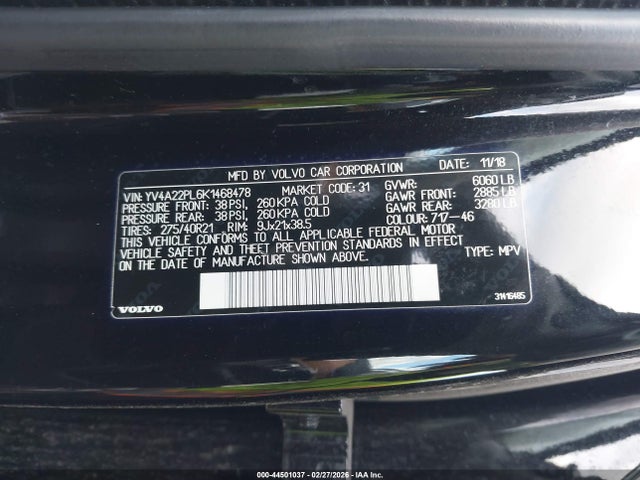 MFD BY VOLVO CAR CORPORATION DATE: 11/18
VIN: YV4A22PL6K1468478 MARKET CODE: 31 GVWR: 6060 LB
PRESSURE FRONT: 38 PSI, 260 KPA COLD GAWR FRONT: 2885 LB
PRESSURE REAR: 38 PSI, 260 KPA COLD GAWR REAR: 3280 LB
TIRES: 275/40R21 RIM: 9Jx21x38.5 COLOUR: 717-46
THIS VEHICLE CONFORMS TO ALL APPLICABLE FEDERAL MOTOR
VEHICLE SAFETY, BUMPER, AND THEFT PREVENTION STANDARDS IN EFFECT
ON THE DATE OF MANUFACTURE SHOWN ABOVE. TYPE: MPV
VOLVO 31416485
000-44501037 - 02/27/2026 - IAA Inc.